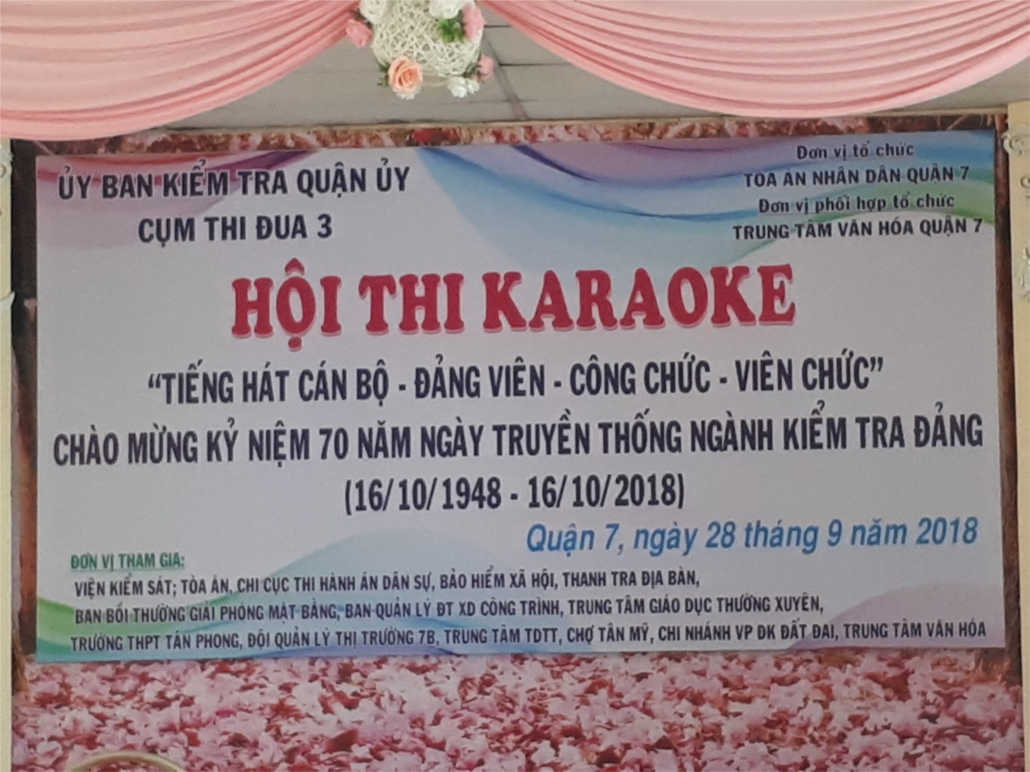 ỦY BAN KIỂM TRA QUẬN ỦY
CỤM THI ĐUA 3
Đơn vị tổ chức
TÒA ÁN NHÂN DÂN QUẬN 7
Đơn vị phối hợp tổ chức
TRUNG TÂM VĂN HÓA QUẬN 7
HỘI THI KARAOKE
“TIẾNG HÁT CÁN BỘ - ĐẢNG VIÊN - CÔNG CHỨC - VIÊN CHỨC”
CHÀO MỪNG KỶ NIỆM 70 NĂM NGÀY TRUYỀN THỐNG NGÀNH KIỂM TRA ĐẢNG
(16/10/1948 - 16/10/2018)
Quận 7, ngày 28 tháng 9 năm 2018
ĐƠN VỊ THAM GIA:
VIỆN KIỂM SÁT; TÒA ÁN, CHI CỤC THI HÀNH ÁN DÂN SỰ, BẢO HIỂM XÃ HỘI, THANH TRA ĐỊA BÀN,
BAN BỒI THƯỜNG GIẢI PHÓNG MẶT BẰNG, BAN QUẢN LÝ ĐT XD CÔNG TRÌNH, TRUNG TÂM GIÁO DỤC THƯỜNG XUYÊN,
TRƯỜNG THPT TÂN PHONG, ĐỘI QUẢN LÝ THỊ TRƯỜNG 7B, TRUNG TÂM TDTT, CHỢ TÂN MỸ, CHI NHÁNH VP ĐK ĐẤT ĐAI, TRUNG TÂM VĂN HÓA